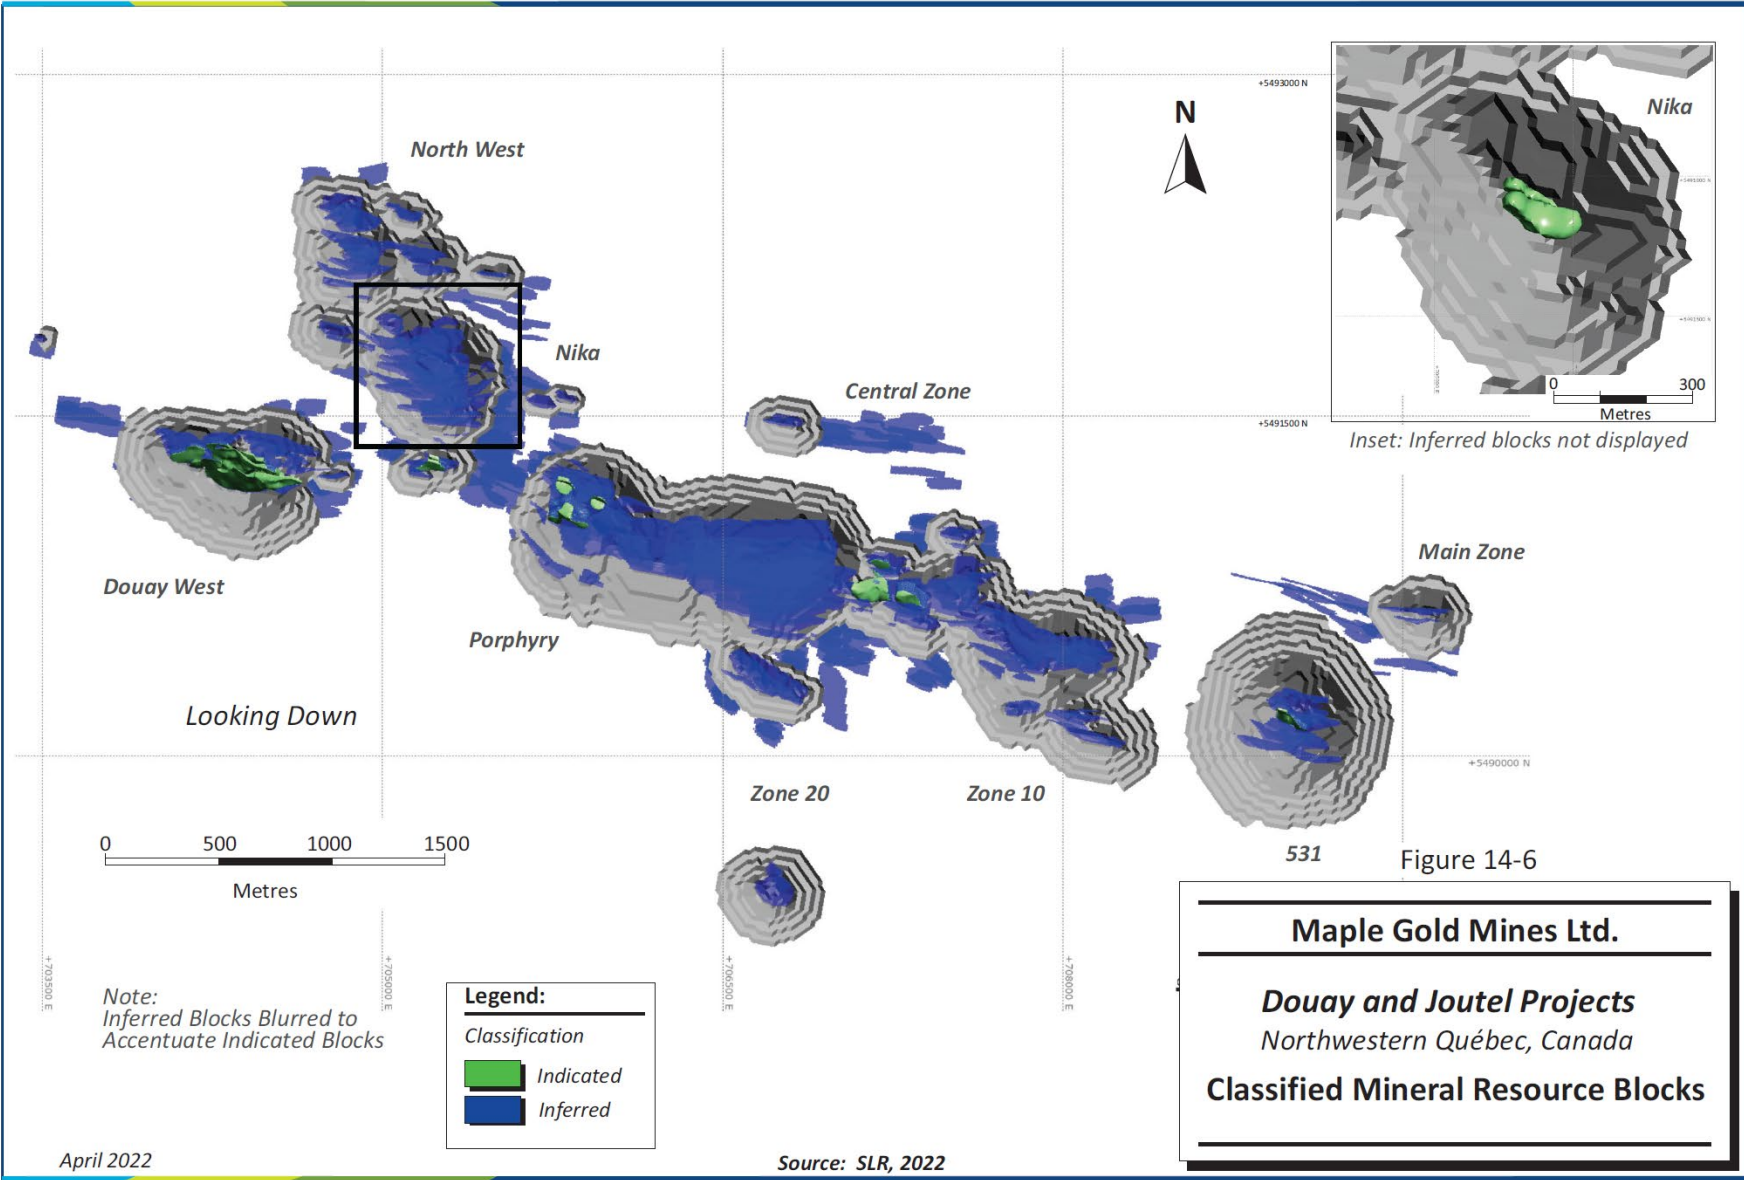 +5493000 N
N
Nika
North West
+5491500 N
Nika
Central Zone
0 300
Metres
+5491500 N
Inset: Inferred blocks not displayed
Douay West
Porphyry
Main Zone
Looking Down
+5490000 N
Zone 20
Zone 10
531
0 500 1000 1500
Metres
Figure 14-6
+703500 E
+705000 E
+706500 E
+708000 E
Maple Gold Mines Ltd.
Douay and Joutel Projects
Northwestern Québec, Canada
Classified Mineral Resource Blocks
Note:
Inferred Blocks Blurred to
Accentuate Indicated Blocks
Legend:
Classification
Indicated
Inferred
April 2022
Source: SLR, 2022